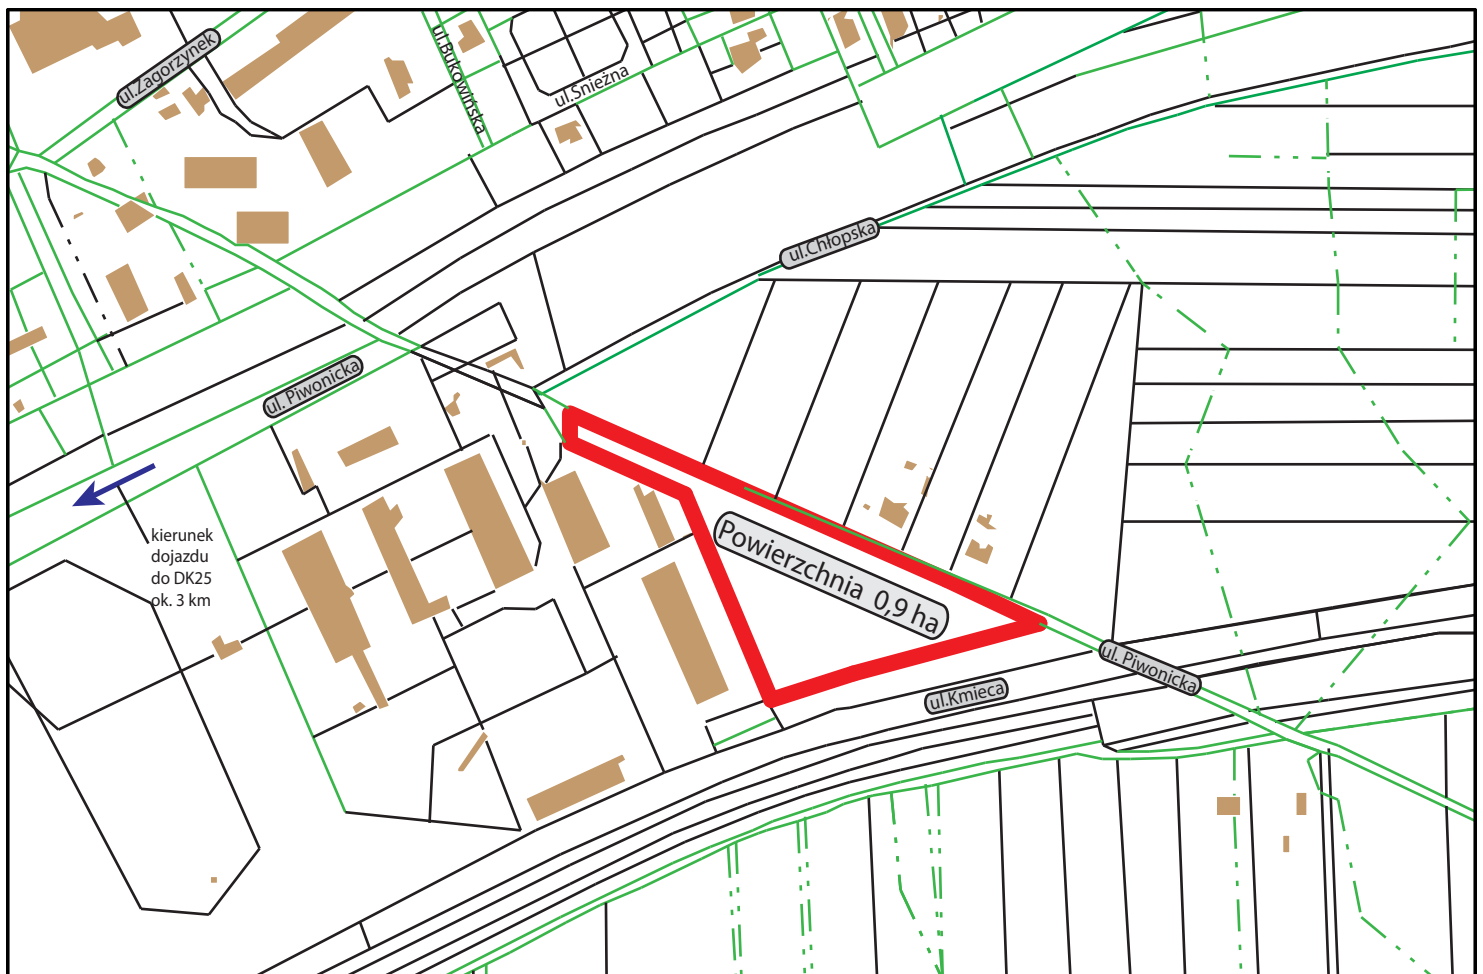 ul.Zagorzynek
ul.Bukowińska
ul.Śnieżna
ul.Chłopska
ul. Piwonicka
kierunek
dojazdu
do DK25
ok. 3 km
Powierzchnia 0,9 ha
ul. Piwonicka
ul.Kmieca